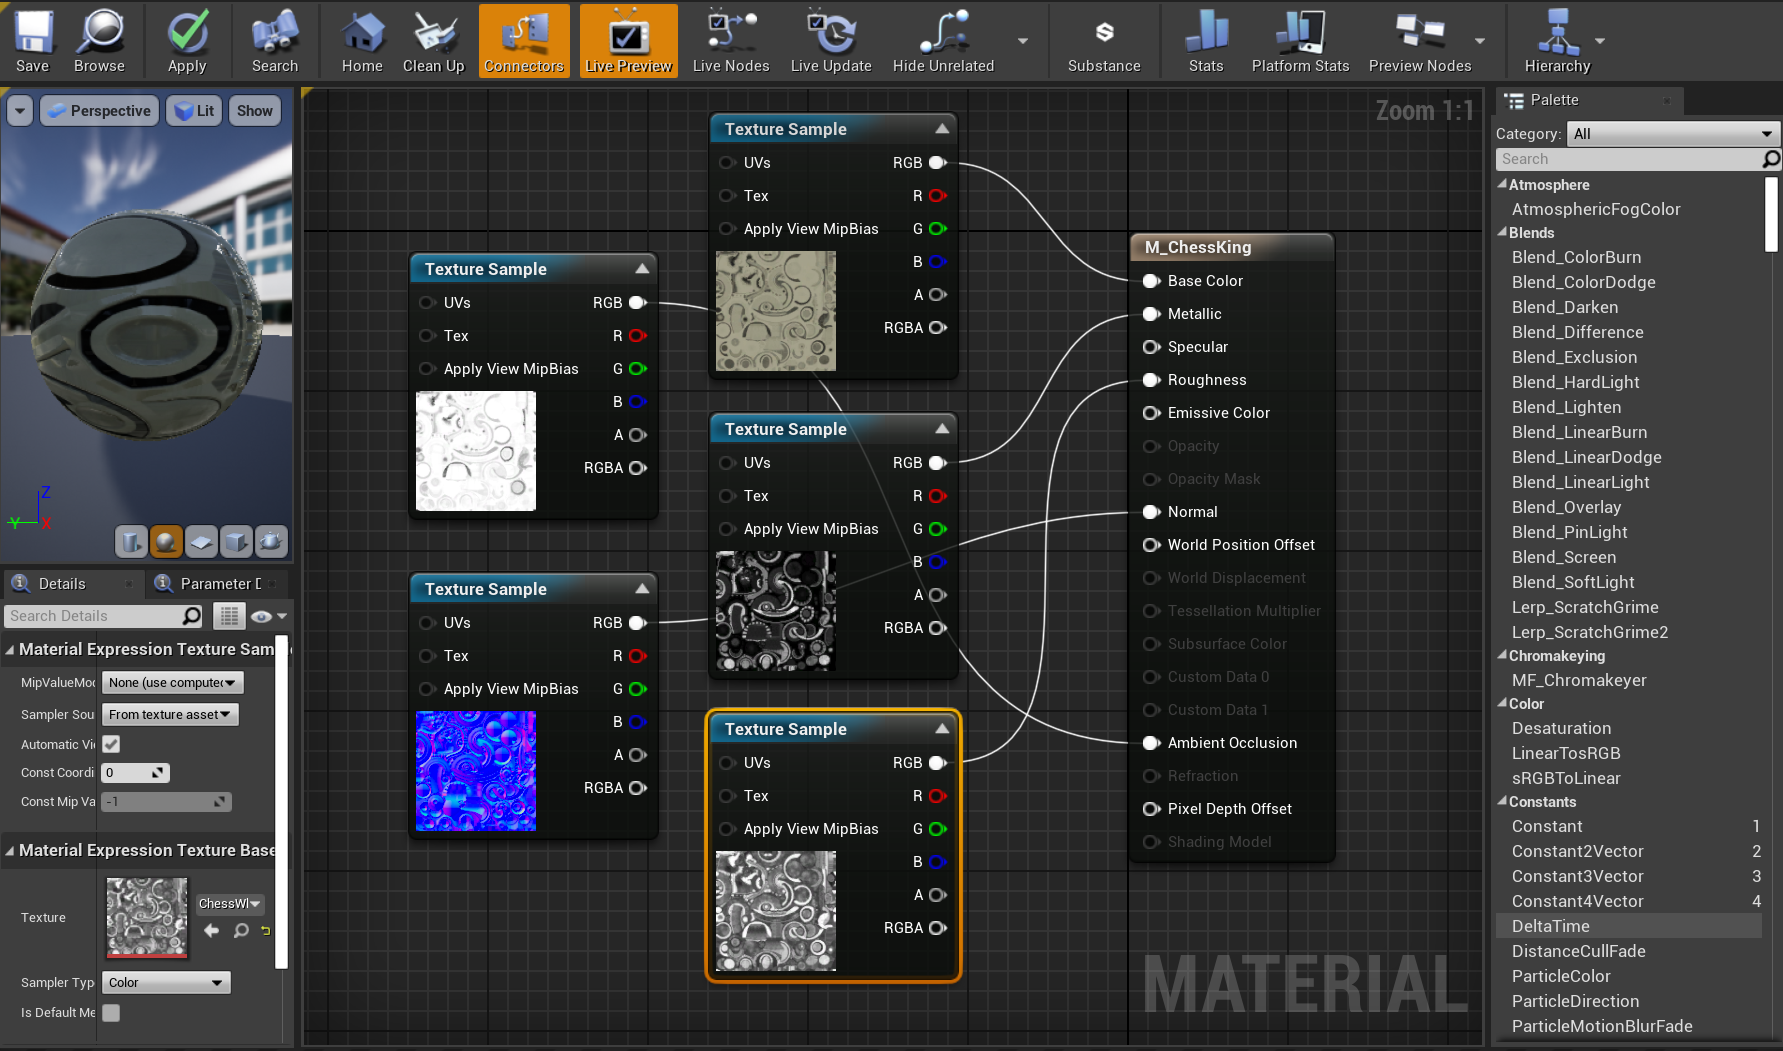 Save Browse Apply Search Home Clean Up Connectors Live Preview Live Nodes Live Update Hide Unrelated Substance Stats Platform Stats Preview Nodes Hierarchy
Perspective Lit Show
Z
Y X
Details Parameter D
Search Details
Material Expression Texture Sam
MipValueMod None (use computed
Sampler Sou From texture asset
Automatic Vi
Const Coordi 0
Const Mip Va -1
Material Expression Texture Base
Texture ChessWl
Sampler Typ Color
Is Default Me
Zoom 1:1
Texture Sample
UVs RGB
Tex R
Apply View MipBias G
B
A
RGBA
Texture Sample
UVs RGB
Tex R
Apply View MipBias G
B
A
RGBA
Texture Sample
UVs RGB
Tex R
Apply View MipBias G
B
A
RGBA
Texture Sample
UVs RGB
Tex R
Apply View MipBias G
B
A
RGBA
Texture Sample
UVs RGB
Tex R
Apply View MipBias G
B
A
RGBA
M_ChessKing
Base Color
Metallic
Specular
Roughness
Emissive Color
Opacity
Opacity Mask
Normal
World Position Offset
World Displacement
Tessellation Multiplier
Subsurface Color
Custom Data 0
Custom Data 1
Ambient Occlusion
Refraction
Pixel Depth Offset
Shading Model
MATERIAL
Palette
Category: All
Search
Atmosphere
AtmosphericFogColor
Blends
Blend_ColorBurn
Blend_ColorDodge
Blend_Darken
Blend_Difference
Blend_Exclusion
Blend_HardLight
Blend_Lighten
Blend_LinearBurn
Blend_LinearDodge
Blend_LinearLight
Blend_Overlay
Blend_PinLight
Blend_Screen
Blend_SoftLight
Lerp_ScratchGrime
Lerp_ScratchGrime2
Chromakeying
MF_Chromakeyer
Color
Desaturation
LinearTosRGB
sRGBToLinear
Constants
Constant 1
Constant2Vector 2
Constant3Vector 3
Constant4Vector 4
DeltaTime
DistanceCullFade
ParticleColor
ParticleDirection
ParticleMotionBlurFade